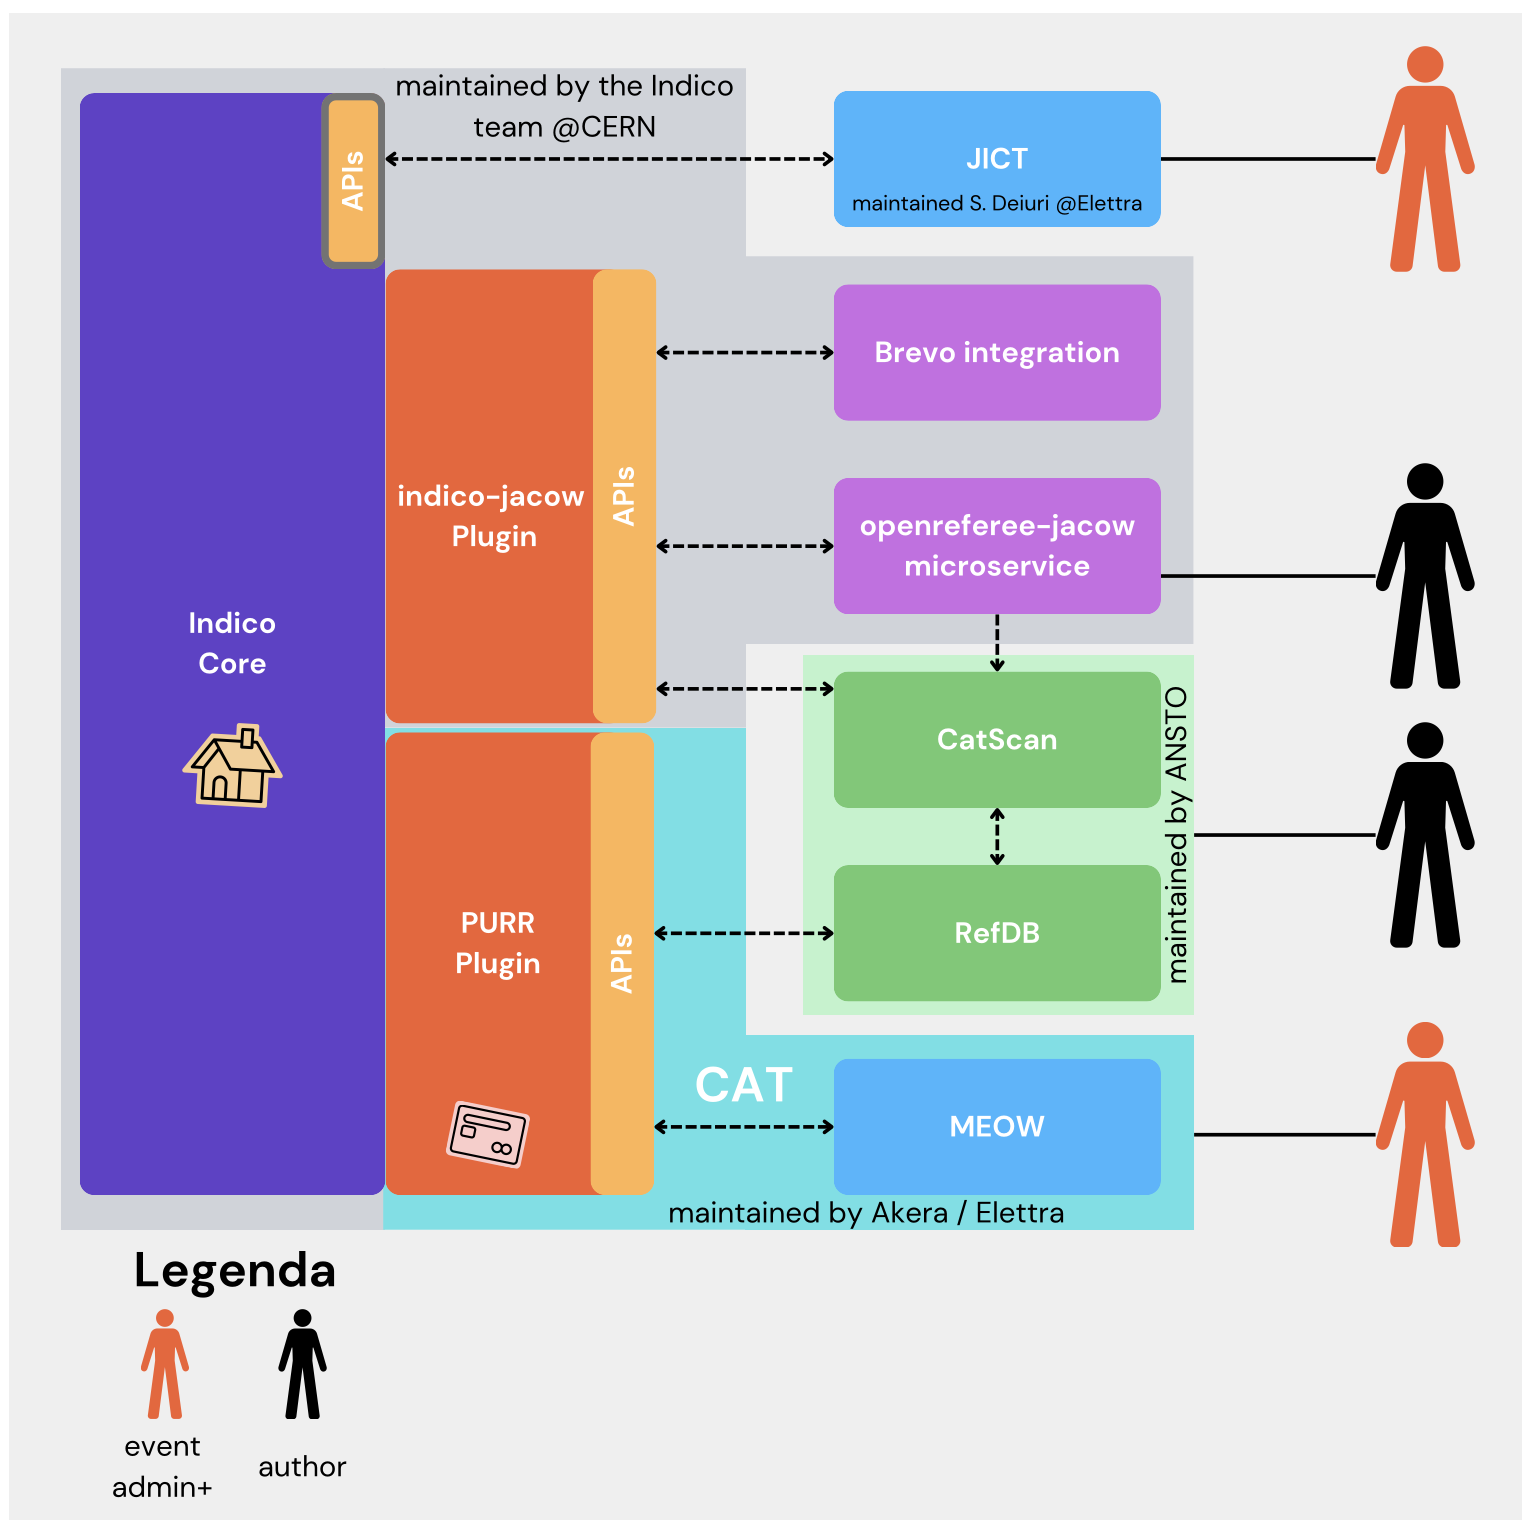 maintained by the Indico
team @CERN
APIs
JICT
maintained S. Deiuri @Elettra
Brevo integration
indico-jacow
Plugin
APIs
openreferee-jacow
microservice
Indico
Core
CatScan
maintained by ANSTO
PURR
Plugin
APIs
RefDB
CAT
MEOW
maintained by Akera / Elettra
Legenda
event
admin+
author